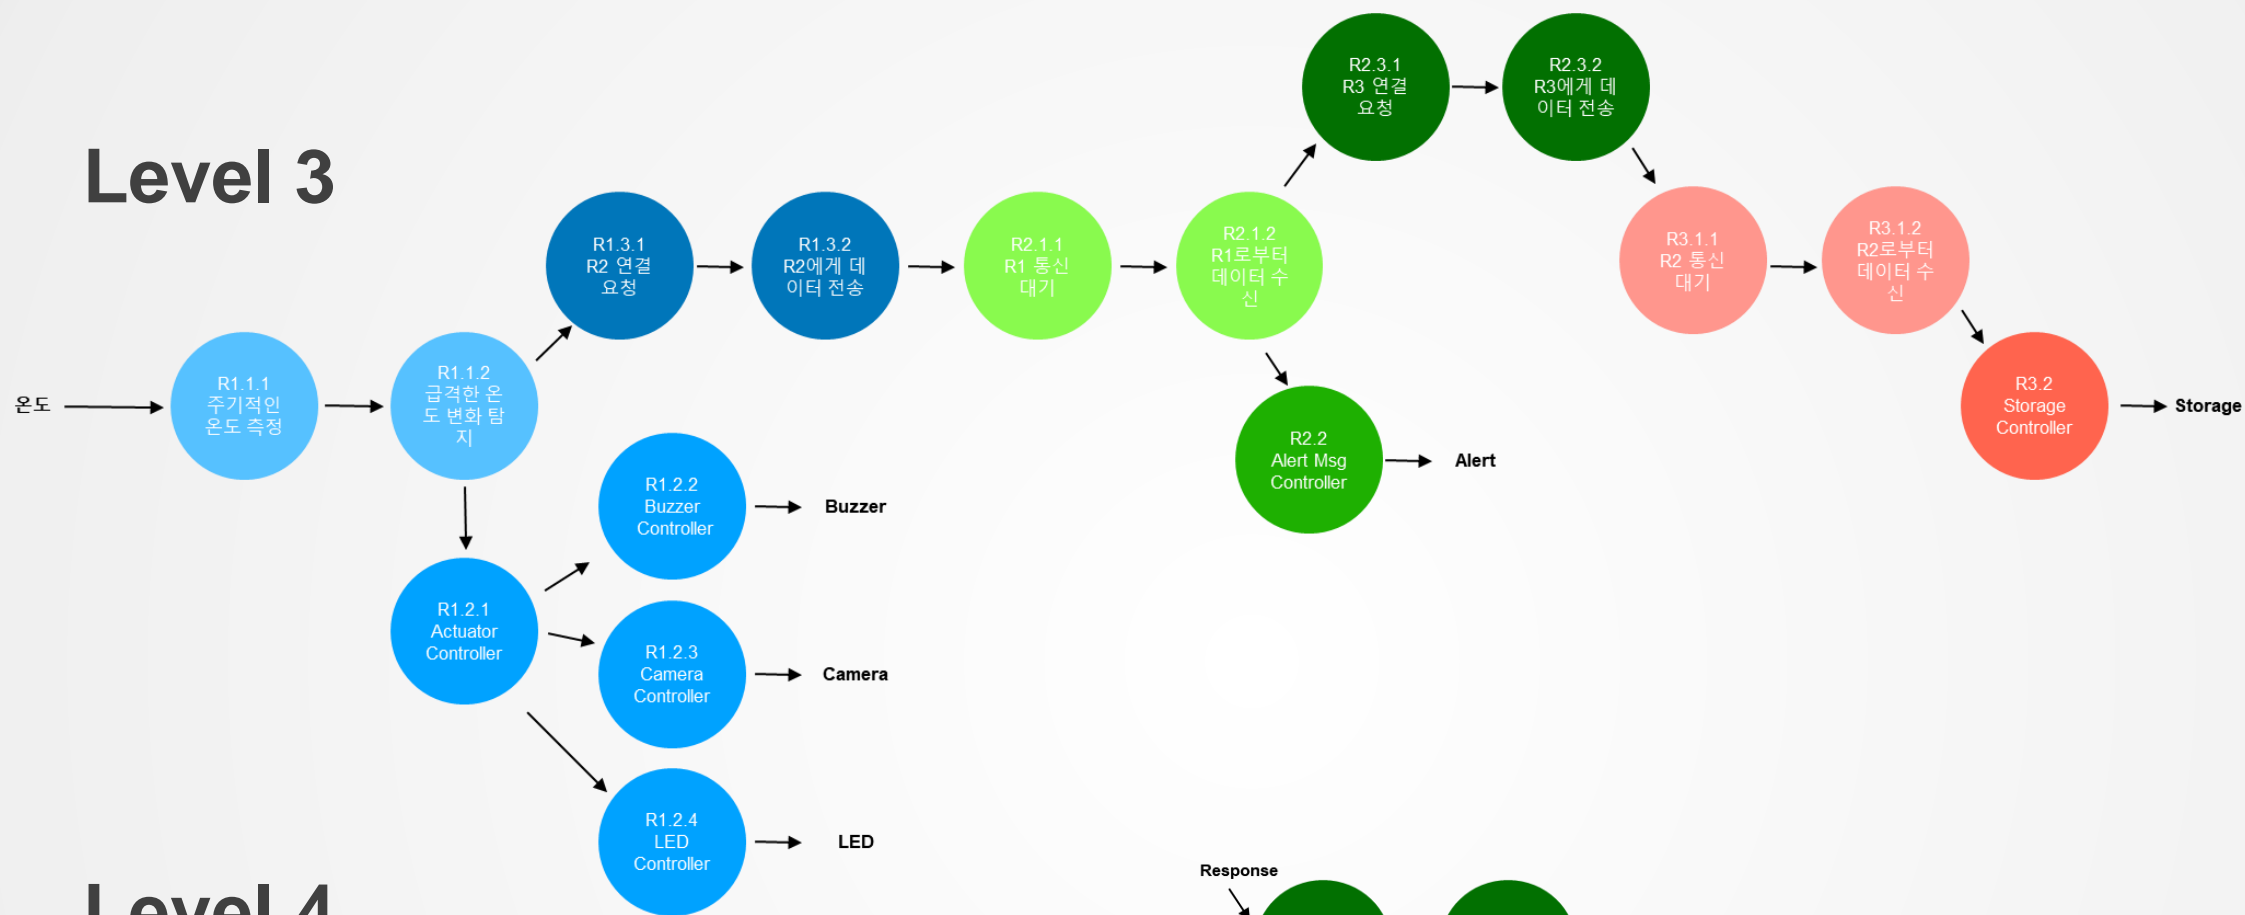 Level 3
R2.3.1
R3 연결
요청
R2.3.2
R3에게 데
이터 전송
R1.3.1
R2 연결
요청
R1.3.2
R2에게 데
이터 전송
R2.1.1
R1 통신
대기
R2.1.2
R1로부터
데이터 수
신
R3.1.1
R2 통신
대기
R3.1.2
R2로부터
데이터 수
신
온도
R1.1.1
주기적인
온도 측정
R1.1.2
급격한 온
도 변화 탐
지
R3.2
Storage
Controller
Storage
R2.2
Alert Msg
Controller
Alert
R1.2.2
Buzzer
Controller
Buzzer
R1.2.1
Actuator
Controller
R1.2.3
Camera
Controller
Camera
R1.2.4
LED
Controller
LED
Response
Level 4